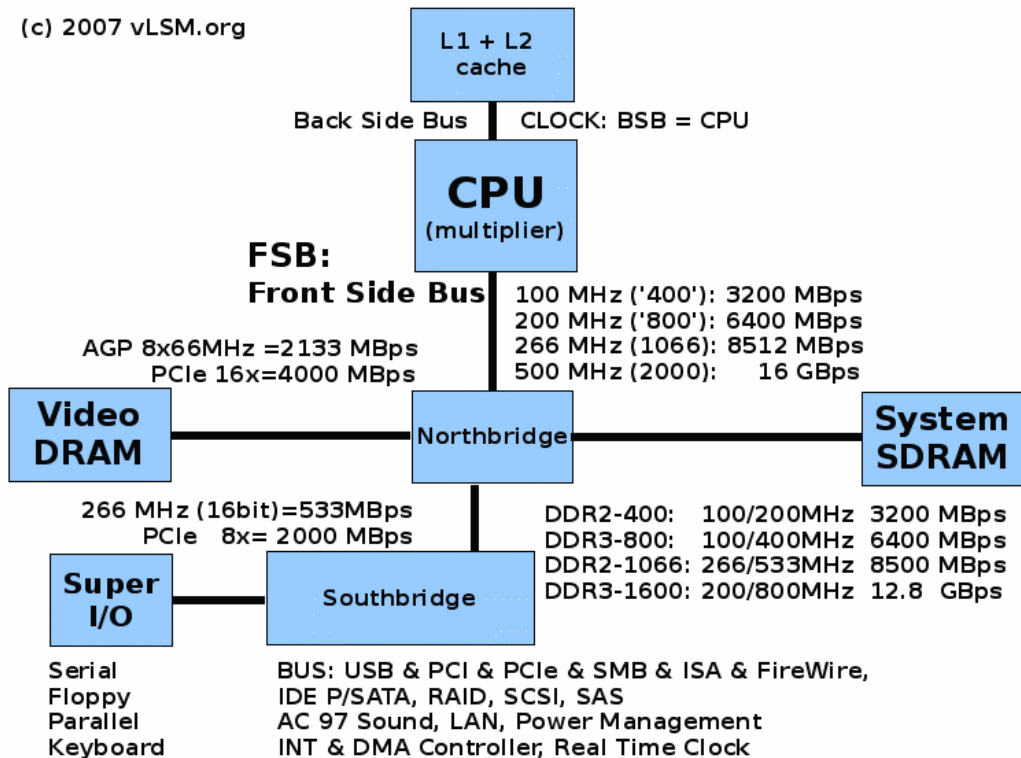 (c) 2007 vLSM.org
L1 + L2
cache
Back Side Bus
CLOCK: BSB = CPU
CPU
(multiplier)
FSB:
Front Side Bus
100 MHz ('400'): 3200 MBps
200 MHz ('800'): 6400 MBps
266 MHz (1066): 8512 MBps
500 MHz (2000): 16 GBps
AGP 8x66MHz =2133 MBps
PCIe 16x=4000 MBps
Video
DRAM
Northbridge
System
SDRAM
266 MHz (16bit)=533MBps
PCIe 8x= 2000 MBps
DDR2-400: 100/200MHz 3200 MBps
DDR3-800: 100/400MHz 6400 MBps
DDR2-1066: 266/533MHz 8500 MBps
DDR3-1600: 200/800MHz 12.8 GBps
Super
I/O
Southbridge
Serial
Floppy
Parallel
Keyboard
BUS: USB & PCI & PCIe & SMB & ISA & FireWire,
IDE P/SATA, RAID, SCSI, SAS
AC 97 Sound, LAN, Power Management
INT & DMA Controller, Real Time Clock